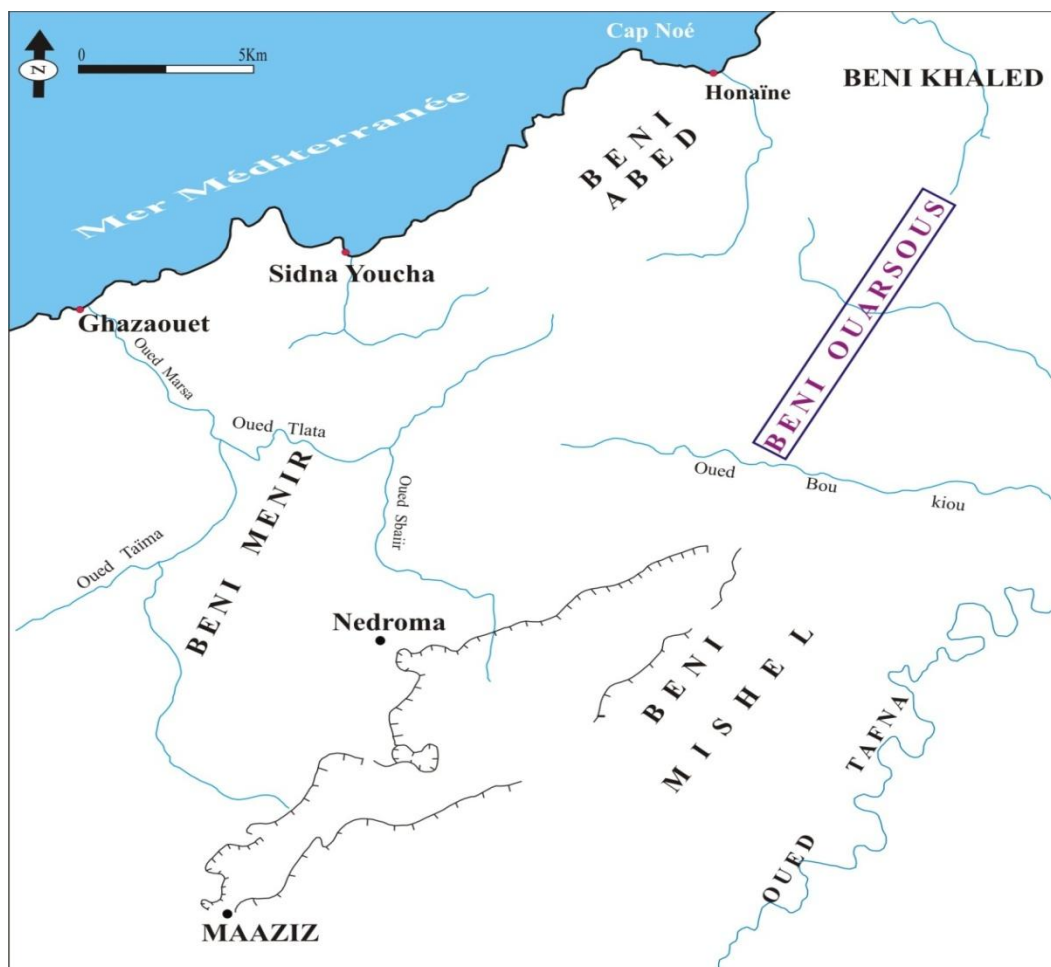 Cap Noé
0 5Km
N
BENI KHALED
Honaïne
BENI
ABED
Mer Méditerranée
BENI OUARSOUS
Sidna Youcha
Ghazaouet
Oued Marsa
Oued Tlata
Oued Sbaiir
Oued Bou kiou
BENI MENIR
Oued Taïma
Nedroma
BENI
MISHEL
OUED TAFNA
MAAZIZ